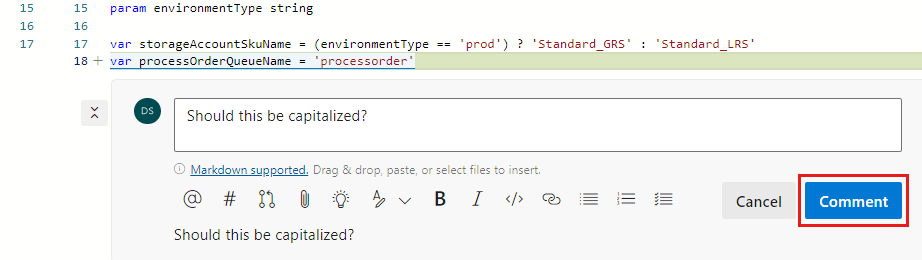 15 15 param environmentType string
16 16
17 17 var storageAccountSkuName = (environmentType == 'prod') ? 'Standard_GRS' : 'Standard_LRS'
18 + var processOrderQueueName = 'processorder'
DS Should this be capitalized?
Markdown supported. Drag & drop, paste, or select files to insert.
@ # A B I </> Cancel Comment
Should this be capitalized?